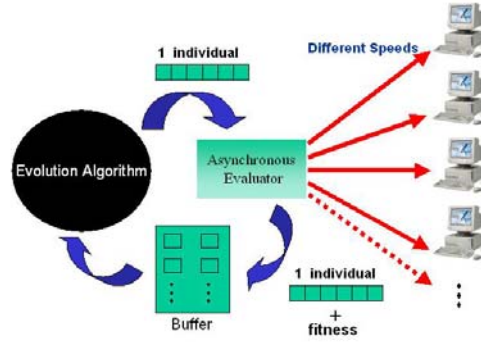 1 individual
Different Speeds
Evolution Algorithm
Asynchronous
Evaluator
1 individual
+
fitness
Buffer